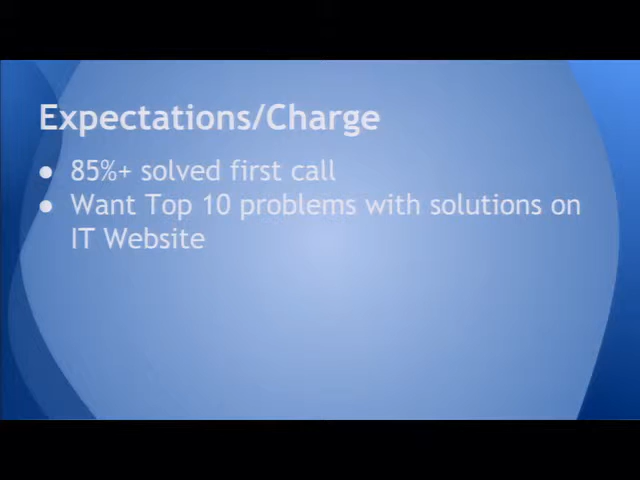 Expectations/Charge
● 85%+ solved first call
● Want Top 10 problems with solutions on
IT Website